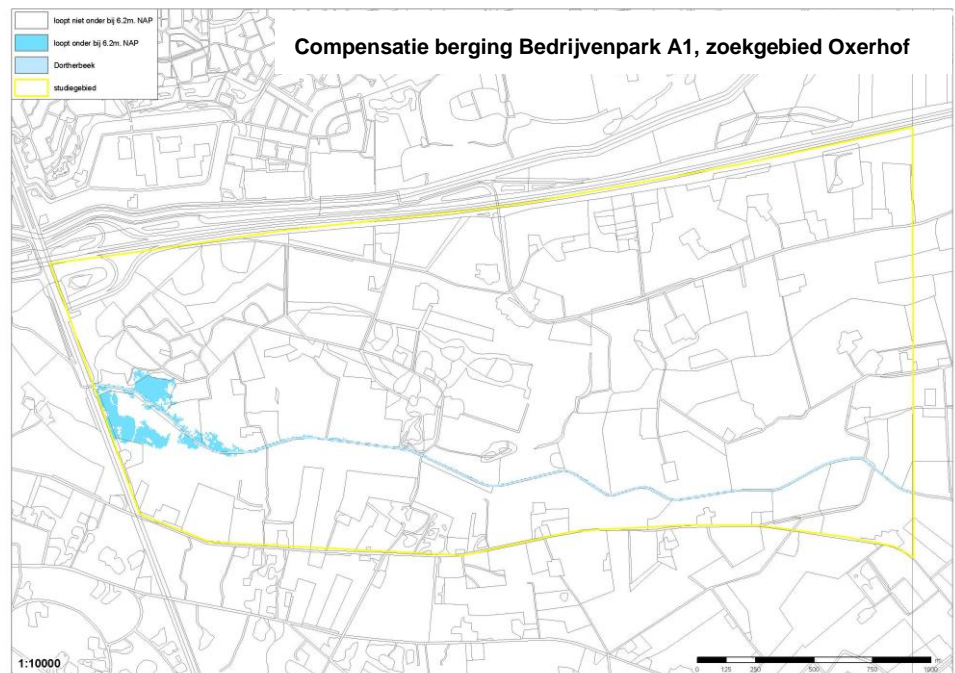 loopt niet onder bij 6.2m. NAP
loopt onder bij 6.2m. NAP
Dortherbeek
studiegebied
Compensatie berging Bedrijvenpark A1, zoekgebied Oxerhof
1:10000
m
0 125 250 500 750 1000